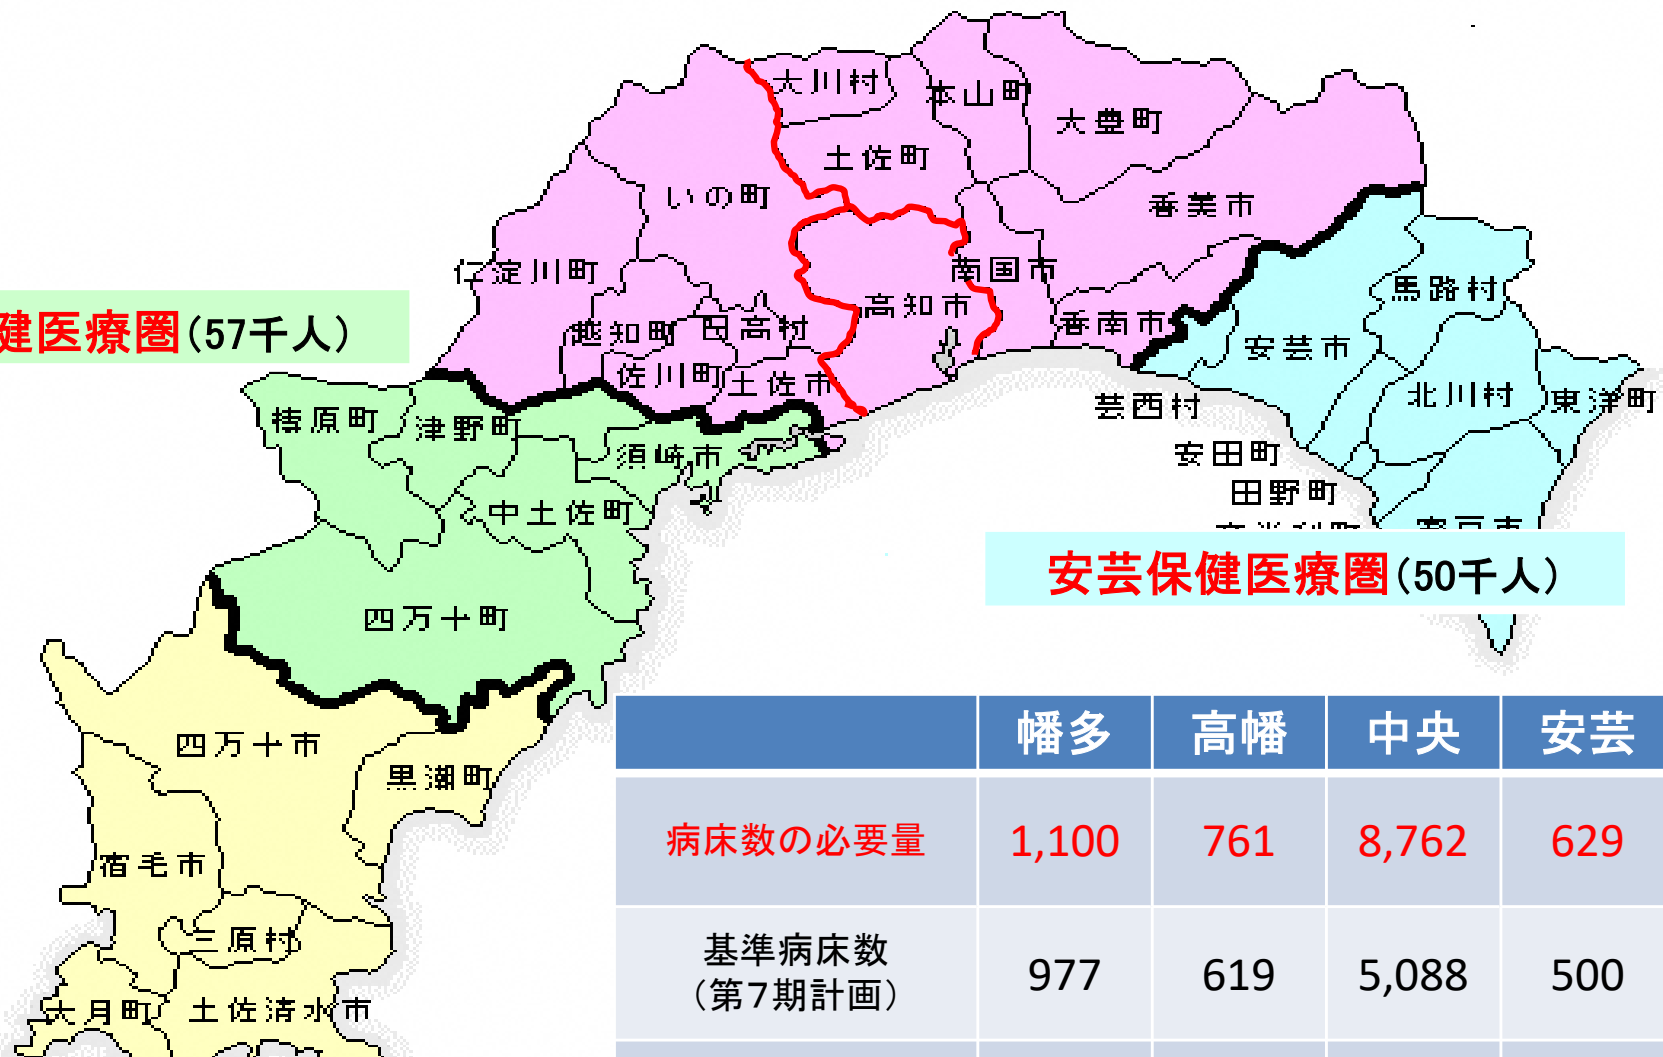 大川村
本山町
大豊町
土佐町
いの町
香美市
仁淀川町
南国市
馬路村
高知市
越知町
日高村
香南市
健医療圏(57千人)
安芸市
佐川町
土佐市
北川村
東洋町
芸西村
梼原町
津野町
須崎市
安田町
田野町
中土佐町
安芸保健医療圏(50千人)
四万十町
四万十市
黒潮町
宿毛市
三原村
大月町
土佐清水市
幡多 高幡 中央 安芸
病床数の必要量 1,100 761 8,762 629
基準病床数
(第7期計画) 977 619 5,088 500